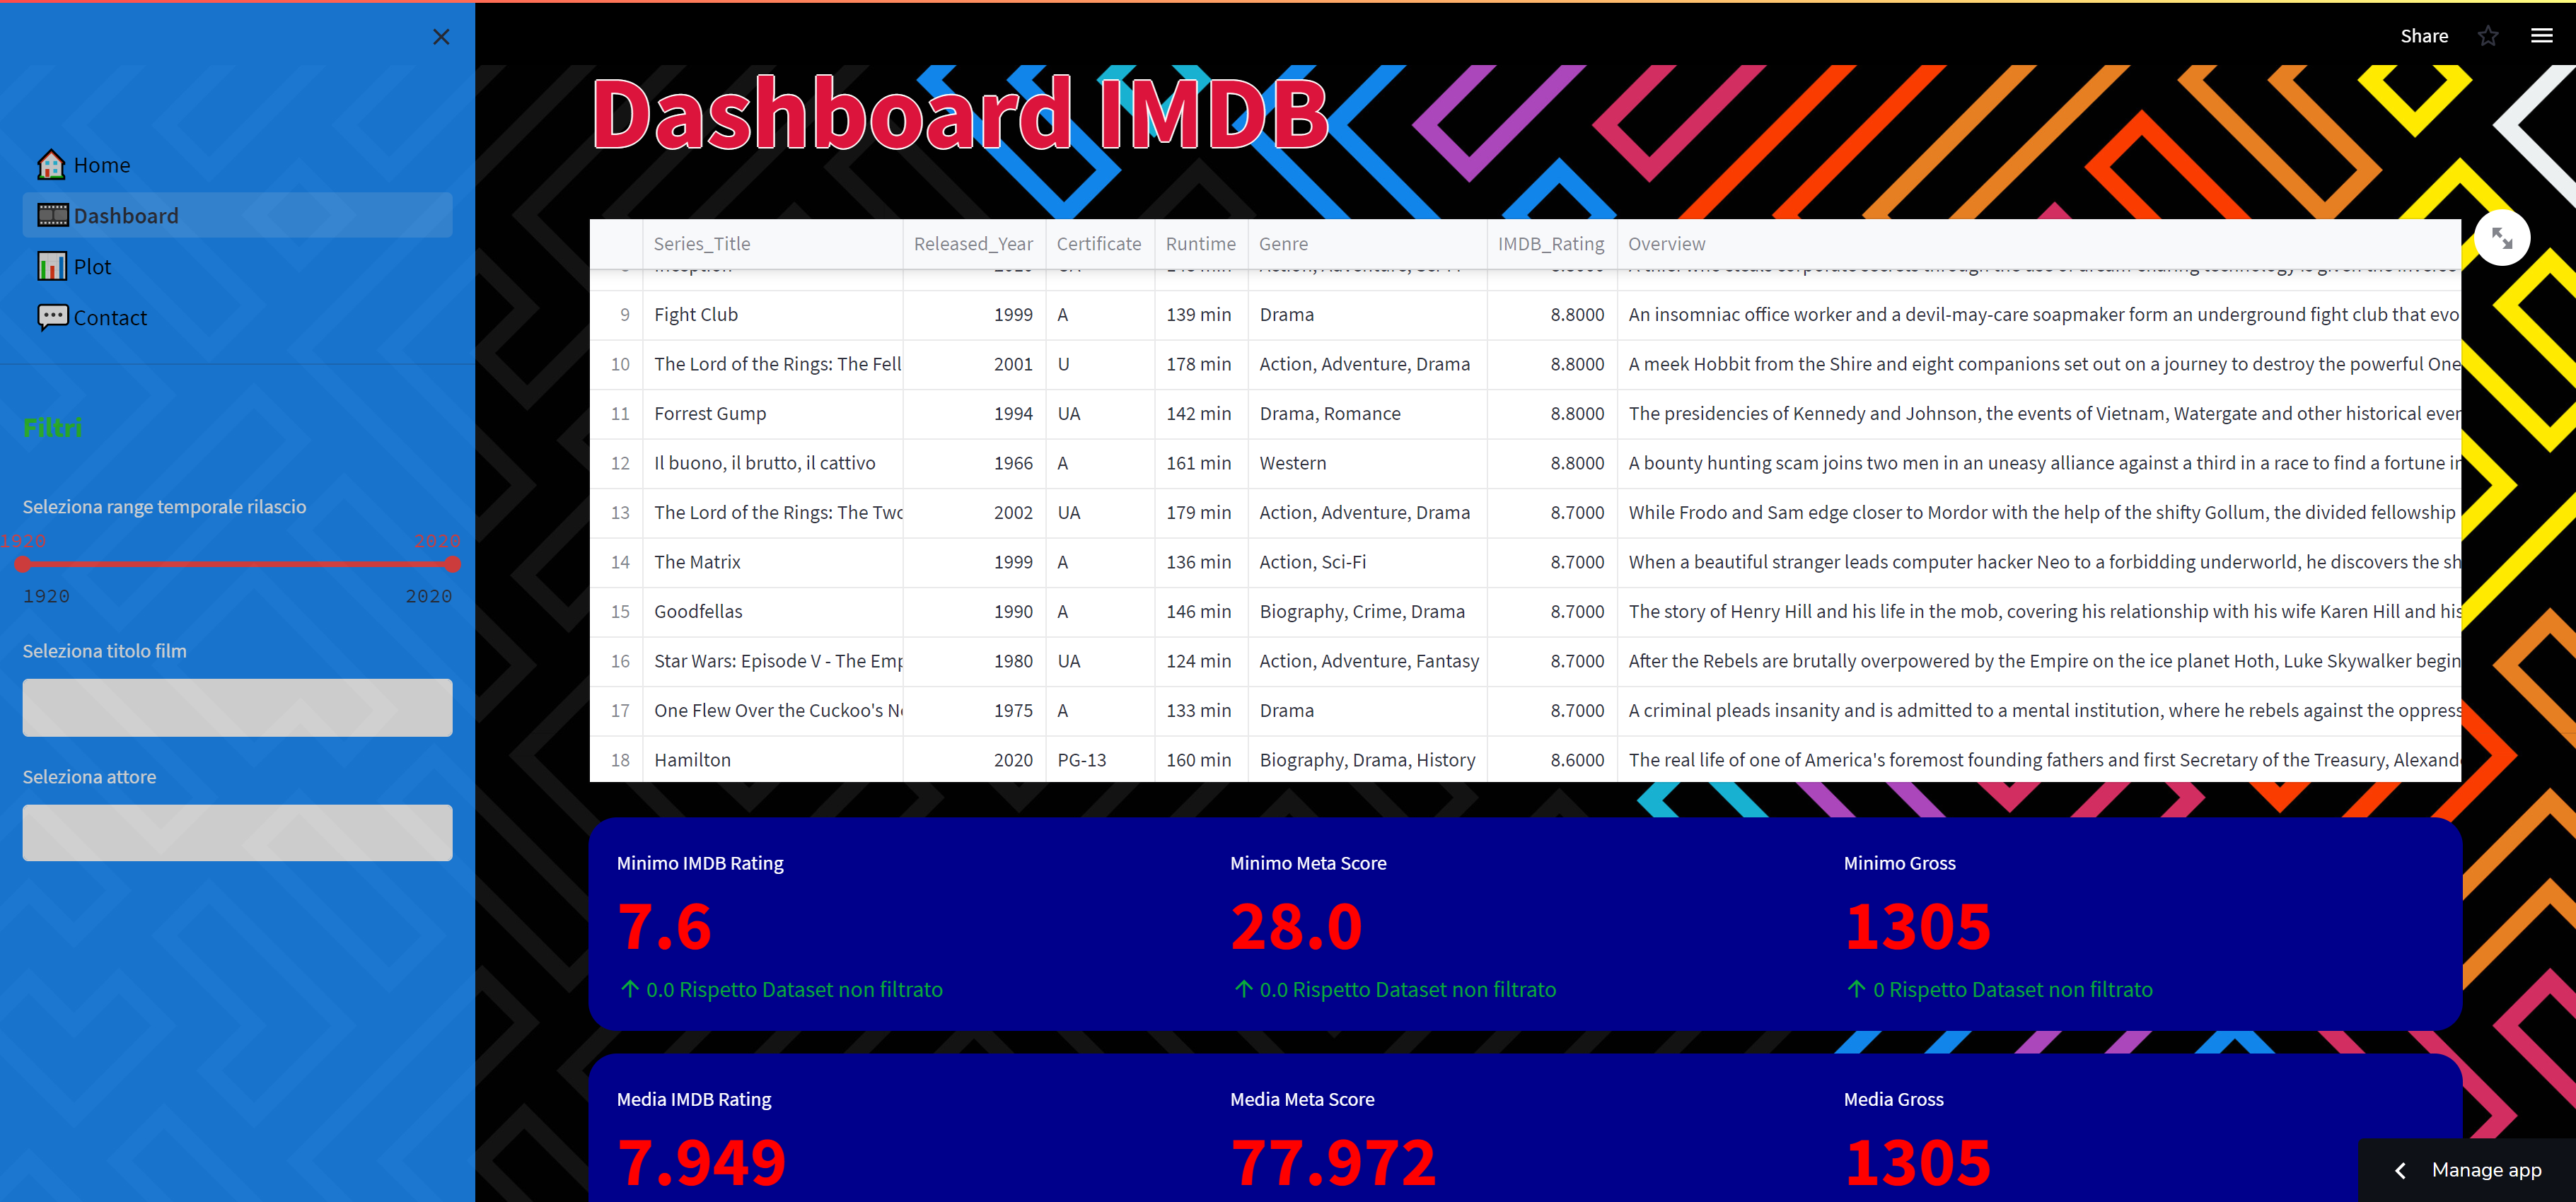 Share
Home
Dashboard
Plot
Contact
Filtri
Seleziona range temporale rilascio
1920 2020
1920 2020
Seleziona titolo film
Seleziona attore
Dashboard IMDB
Series_Title Released_Year Certificate Runtime Genre IMDB_Rating Overview
9 Fight Club 1999 A 139 min Drama 8.8000 An insomniac office worker and a devil-may-care soapmaker form an underground fight club that evo
10 The Lord of the Rings: The Fell 2001 U 178 min Action, Adventure, Drama 8.8000 A meek Hobbit from the Shire and eight companions set out on a journey to destroy the powerful One
11 Forrest Gump 1994 UA 142 min Drama, Romance 8.8000 The presidencies of Kennedy and Johnson, the events of Vietnam, Watergate and other historical ever
12 Il buono, il brutto, il cattivo 1966 A 161 min Western 8.8000 A bounty hunting scam joins two men in an uneasy alliance against a third in a race to find a fortune in
13 The Lord of the Rings: The Two 2002 UA 179 min Action, Adventure, Drama 8.7000 While Frodo and Sam edge closer to Mordor with the help of the shifty Gollum, the divided fellowship
14 The Matrix 1999 A 136 min Action, Sci-Fi 8.7000 When a beautiful stranger leads computer hacker Neo to a forbidding underworld, he discovers the sh
15 Goodfellas 1990 A 146 min Biography, Crime, Drama 8.7000 The story of Henry Hill and his life in the mob, covering his relationship with his wife Karen Hill and his
16 Star Wars: Episode V - The Emp 1980 UA 124 min Action, Adventure, Fantasy 8.7000 After the Rebels are brutally overpowered by the Empire on the ice planet Hoth, Luke Skywalker begin
17 One Flew Over the Cuckoo's Ne 1975 A 133 min Drama 8.7000 A criminal pleads insanity and is admitted to a mental institution, where he rebels against the oppress
18 Hamilton 2020 PG-13 160 min Biography, Drama, History 8.6000 The real life of one of America's foremost founding fathers and first Secretary of the Treasury, Alexand
Minimo IMDB Rating Minimo Meta Score Minimo Gross
7.6 28.0 1305
↑ 0.0 Rispetto Dataset non filtrato ↑ 0.0 Rispetto Dataset non filtrato ↑ 0 Rispetto Dataset non filtrato
Media IMDB Rating Media Meta Score Media Gross
7.949 77.972 1305
Manage app